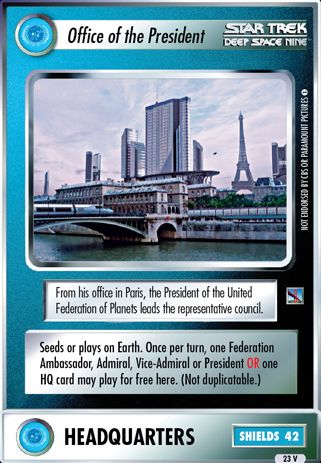 Office of the President
STAR TREK
DEEP SPACE NINE
NOT ENDORSED BY CBS OR PARAMOUNT PICTURES
From his office in Paris, the President of the United
Federation of Planets leads the representative council.
Seeds or plays on Earth. Once per turn, one Federation
Ambassador, Admiral, Vice-Admiral or President OR one
HQ card may play for free here. (Not duplicatable.)
HEADQUARTERS
SHIELDS 42
23 V